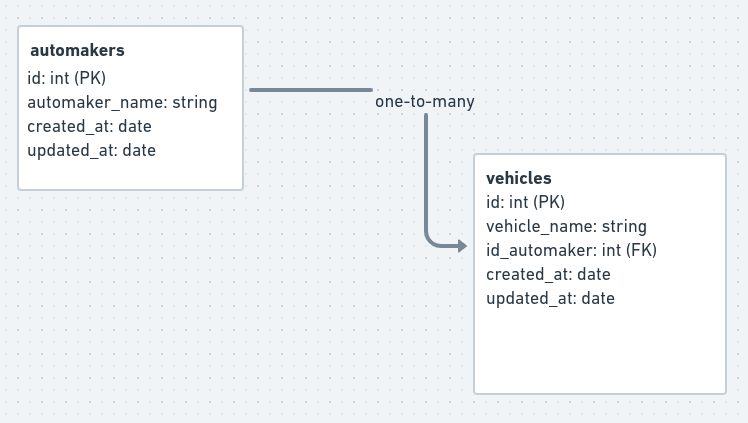 automakers
id: int (PK)
automaker_name: string
created_at: date
updated_at: date
one-to-many
vehicles
id: int (PK)
vehicle_name: string
id_automaker: int (FK)
created_at: date
updated_at: date